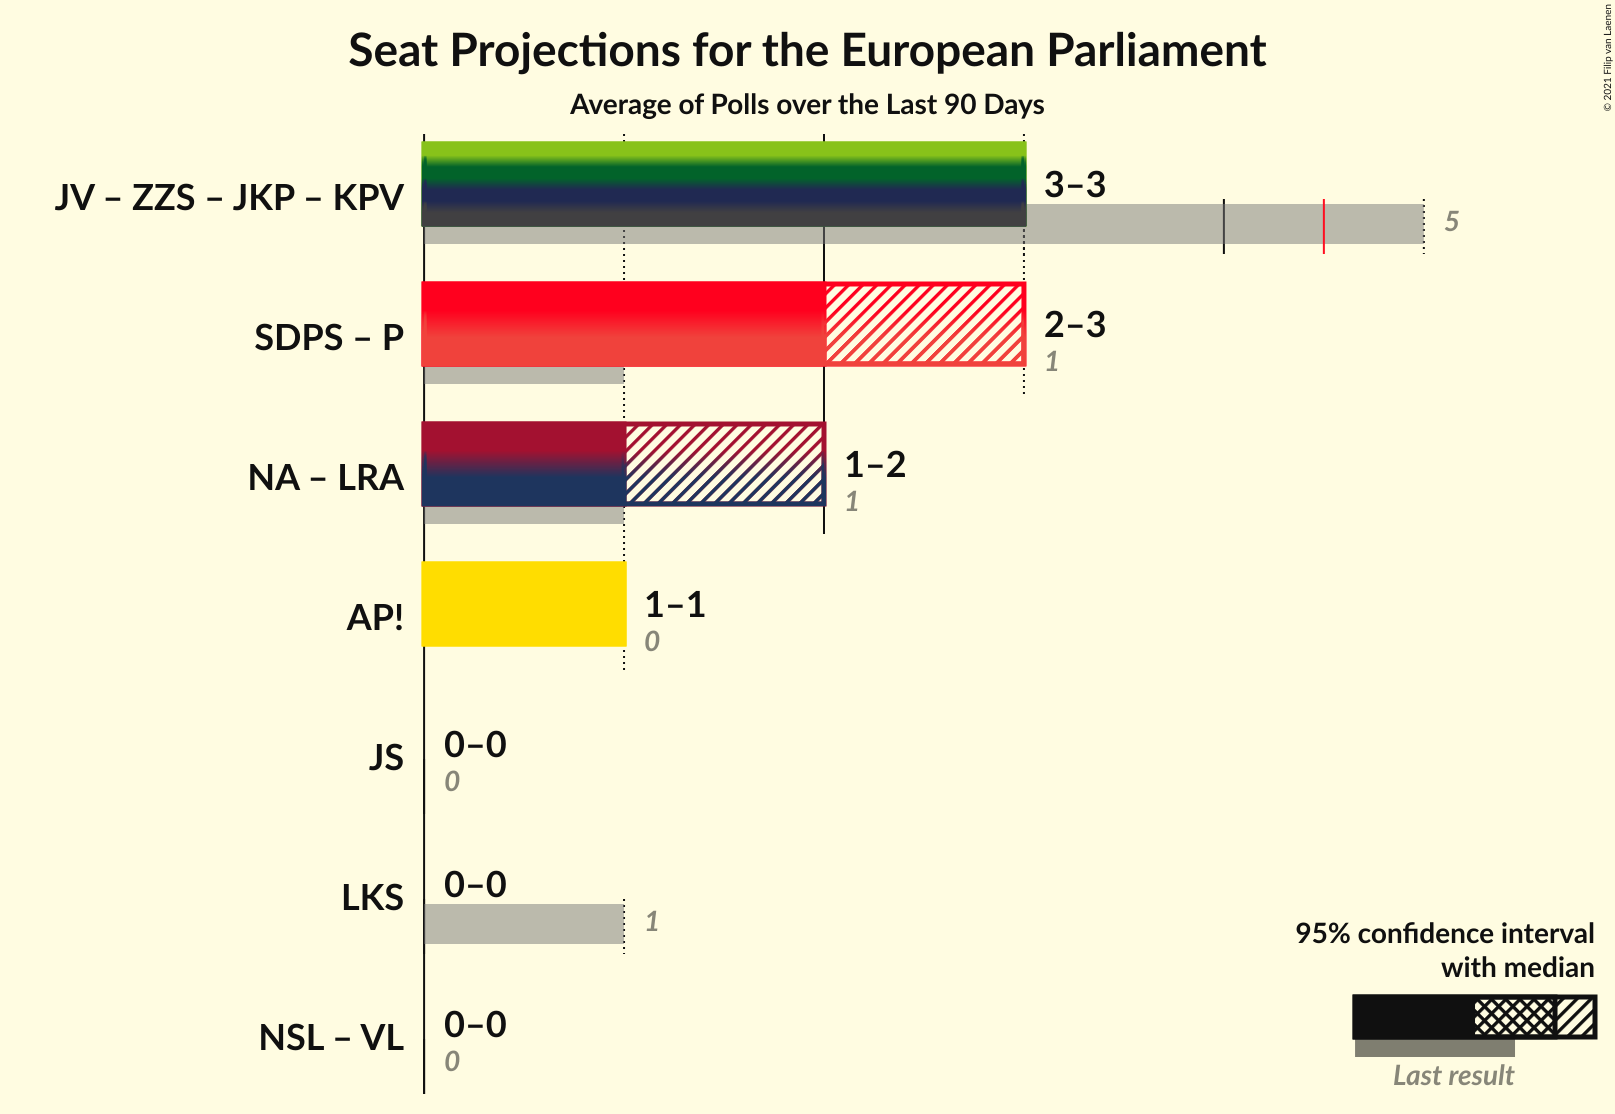 Seat Projections for the European Parliament
Average of Polls over the Last 90 Days
© 2021 Filip van Laenen
JV – ZZS – JKP – KPV
3–3
5
SDPS – P
2–3
1
NA – LRA
1–2
1
AP!
1–1
0
JS
0–0
0
LKS
0–0
1
NSL – VL
0–0
0
95% confidence interval
with median
Last result